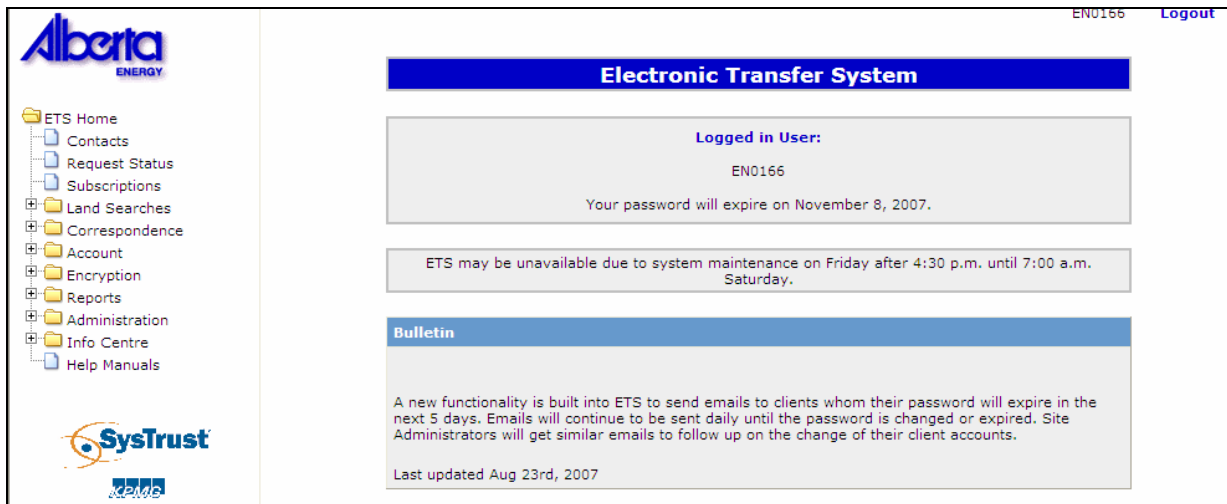 EN0166 Logout
Alberta
ENERGY
Electronic Transfer System
ETS Home
Contacts
Request Status
Subscriptions
Land Searches
Correspondence
Account
Encryption
Reports
Administration
Info Centre
Help Manuals
SysTrust
KPMG
Logged in User:
EN0166
Your password will expire on November 8, 2007.
ETS may be unavailable due to system maintenance on Friday after 4:30 p.m. until 7:00 a.m.
Saturday.
Bulletin
A new functionality is built into ETS to send emails to clients whom their password will expire in the
next 5 days. Emails will continue to be sent daily until the password is changed or expired. Site
Administrators will get similar emails to follow up on the change of their client accounts.
Last updated Aug 23rd, 2007